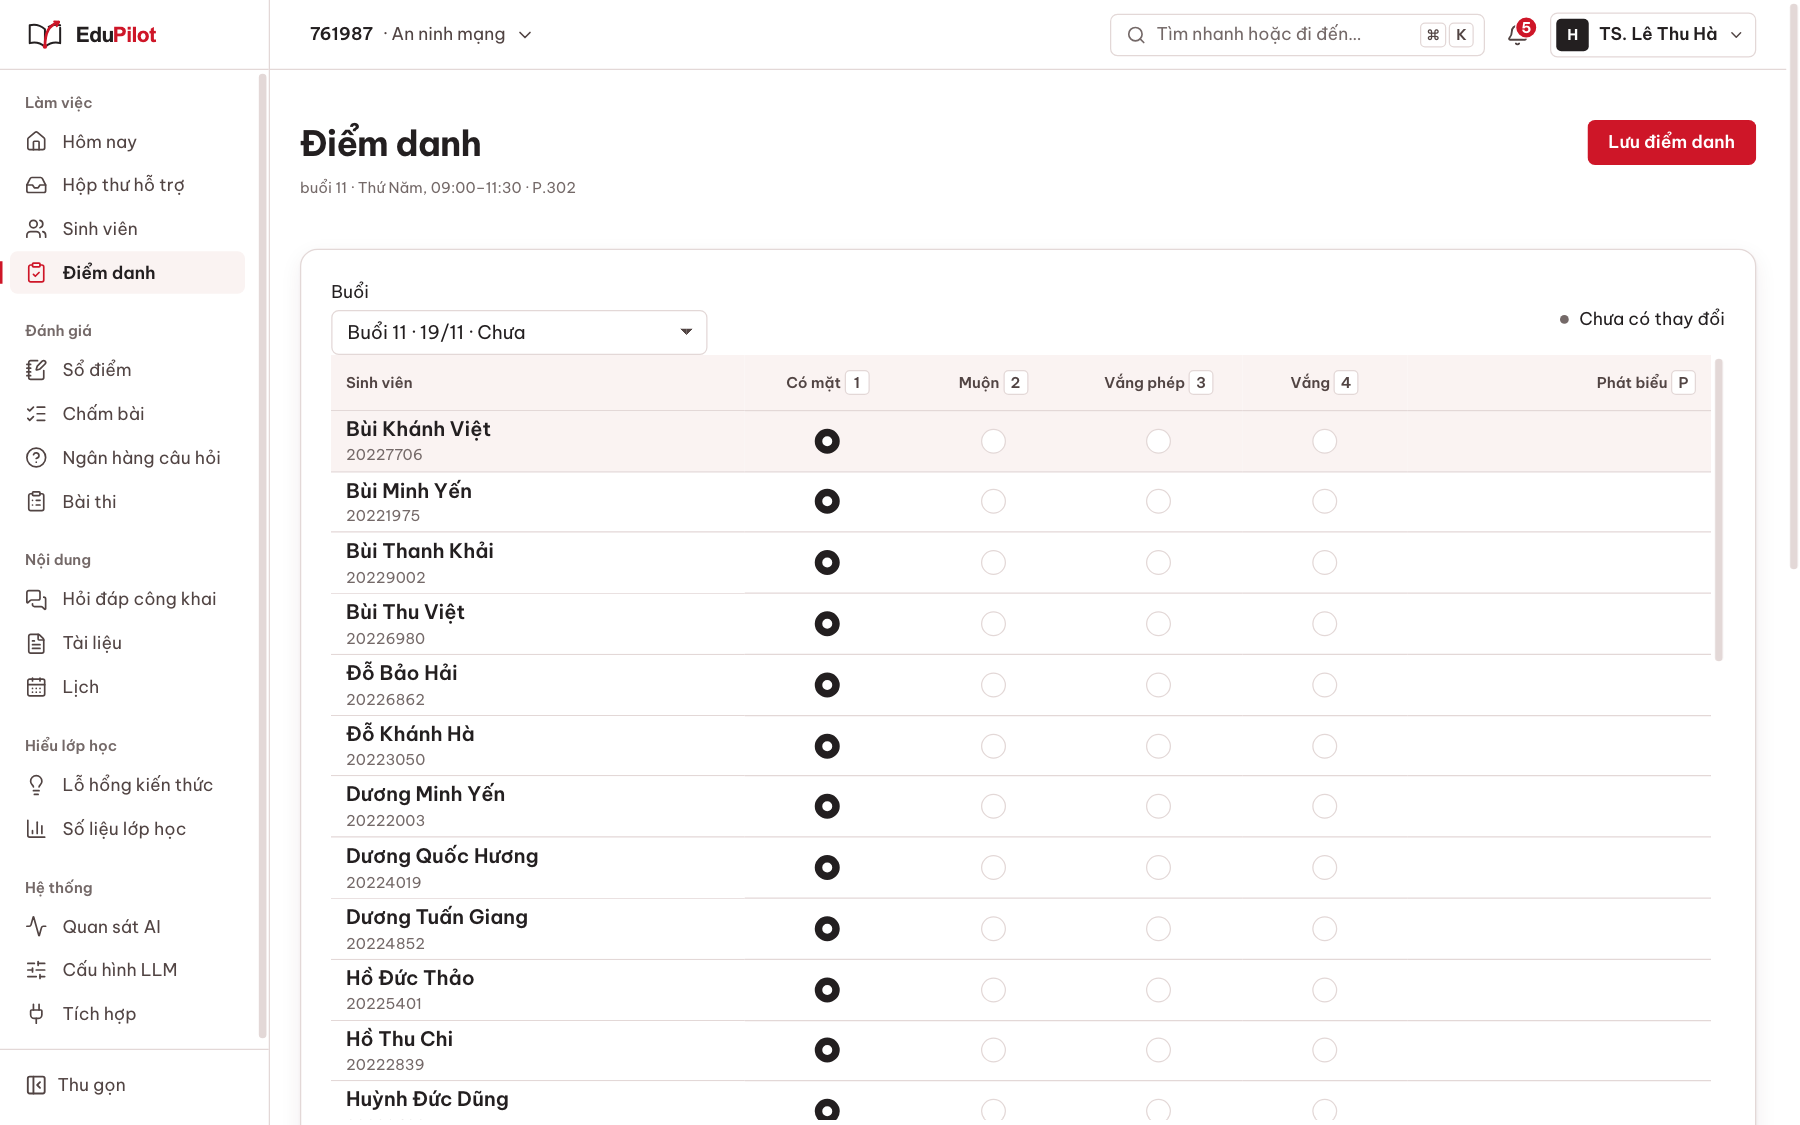 EduPilot
761987 · An ninh mạng
Tìm nhanh hoặc đi đến...
⌘ K
5
H
TS. Lê Thu Hà
Làm việc
Hôm nay
Hộp thư hỗ trợ
Sinh viên
Điểm danh
Đánh giá
Sổ điểm
Chấm bài
Ngân hàng câu hỏi
Bài thi
Nội dung
Hỏi đáp công khai
Tài liệu
Lịch
Hiểu lớp học
Lỗ hổng kiến thức
Số liệu lớp học
Hệ thống
Quan sát AI
Cấu hình LLM
Tích hợp
Thu gọn
Điểm danh
Lưu điểm danh
buổi 11 · Thứ Năm, 09:00–11:30 · P.302
Buổi
Buổi 11 · 19/11 · Chưa
Chưa có thay đổi
Sinh viên Có mặt 1 Muộn 2 Vắng phép 3 Vắng 4 Phát biểu P
Bùi Khánh Việt
20227706
Bùi Minh Yến
20221975
Bùi Thanh Khải
20229002
Bùi Thu Việt
20226980
Đỗ Bảo Hải
20226862
Đỗ Khánh Hà
20223050
Dương Minh Yến
20222003
Dương Quốc Hương
20224019
Dương Tuấn Giang
20224852
Hồ Đức Thảo
20225401
Hồ Thu Chi
20222839
Huỳnh Đức Dũng